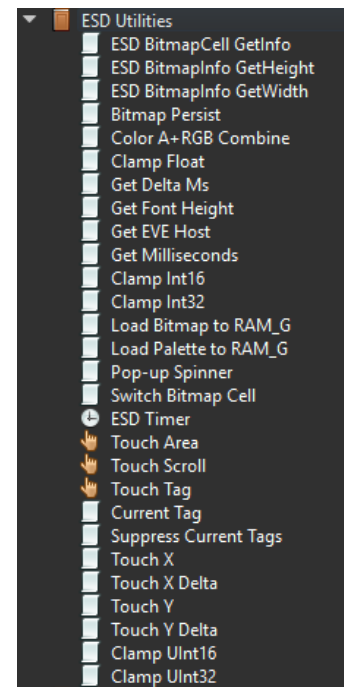 ESD Utilities
ESD BitmapCell GetInfo
ESD BitmapInfo GetHeight
ESD BitmapInfo GetWidth
Bitmap Persist
Color A+RGB Combine
Clamp Float
Get Delta Ms
Get Font Height
Get EVE Host
Get Milliseconds
Clamp Int16
Clamp Int32
Load Bitmap to RAM_G
Load Palette to RAM_G
Pop-up Spinner
Switch Bitmap Cell
ESD Timer
Touch Area
Touch Scroll
Touch Tag
Current Tag
Suppress Current Tags
Touch X
Touch X Delta
Touch Y
Touch Y Delta
Clamp UInt16
Clamp UInt32